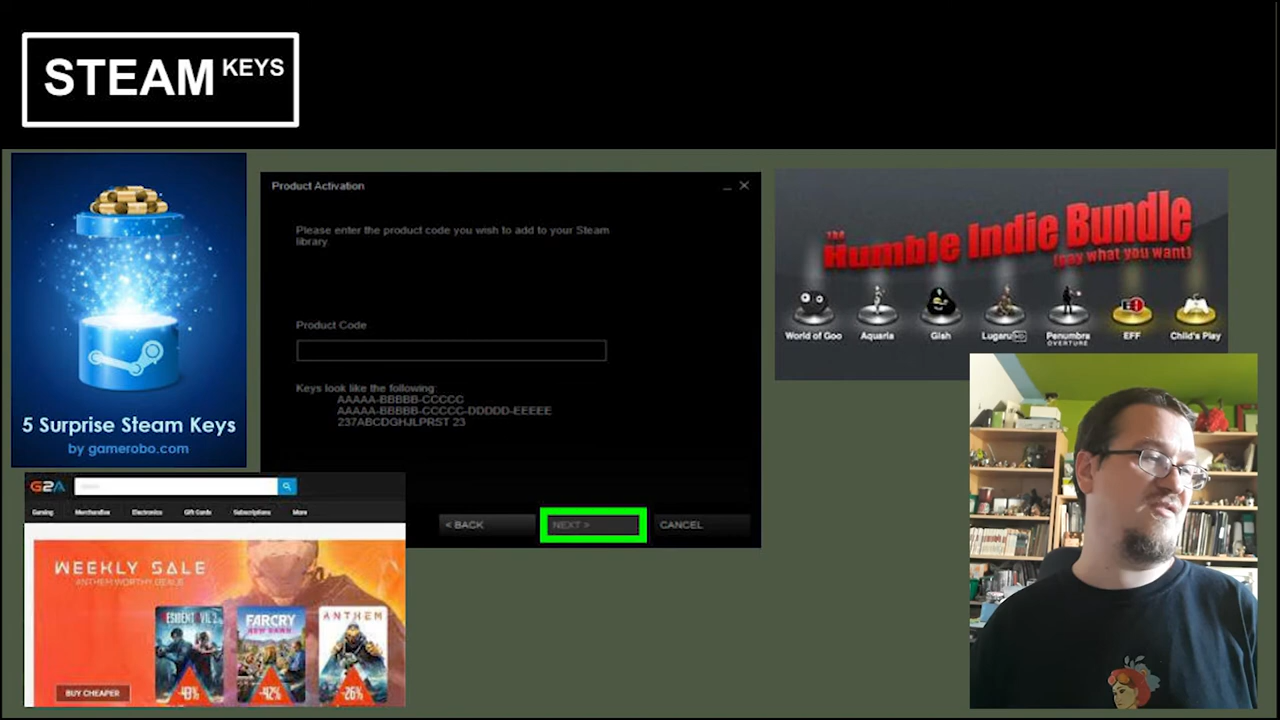 STEAM KEYS
5 Surprise Steam Keys
by gamerobo.com
Product Activation
Please enter the product code you wish to add to your Steam
library.
Product Code
Keys look like the following:
AAAAA-BBBBB-CCCCC
AAAAA-BBBBB-CCCCC-DDDDD-EEEEE
237ABCDGHJLPRST 23
< BACK
NEXT >
CANCEL
The
Humble Indie Bundle
(pay what you want)
World of Goo
Aquaria
Gish
Lugaru HD
Penumbra
OVERTURE
EFF
Child's Play
G2A
Gaming
Merchandise
Electronics
Gift Cards
Subscriptions
More
WEEKLY SALE
ANTHEM WORTHY DEALS
RESIDENT EVIL 2
FARCRY
NEW DAWN
ANTHEM
BUY CHEAPER
-42%
-26%